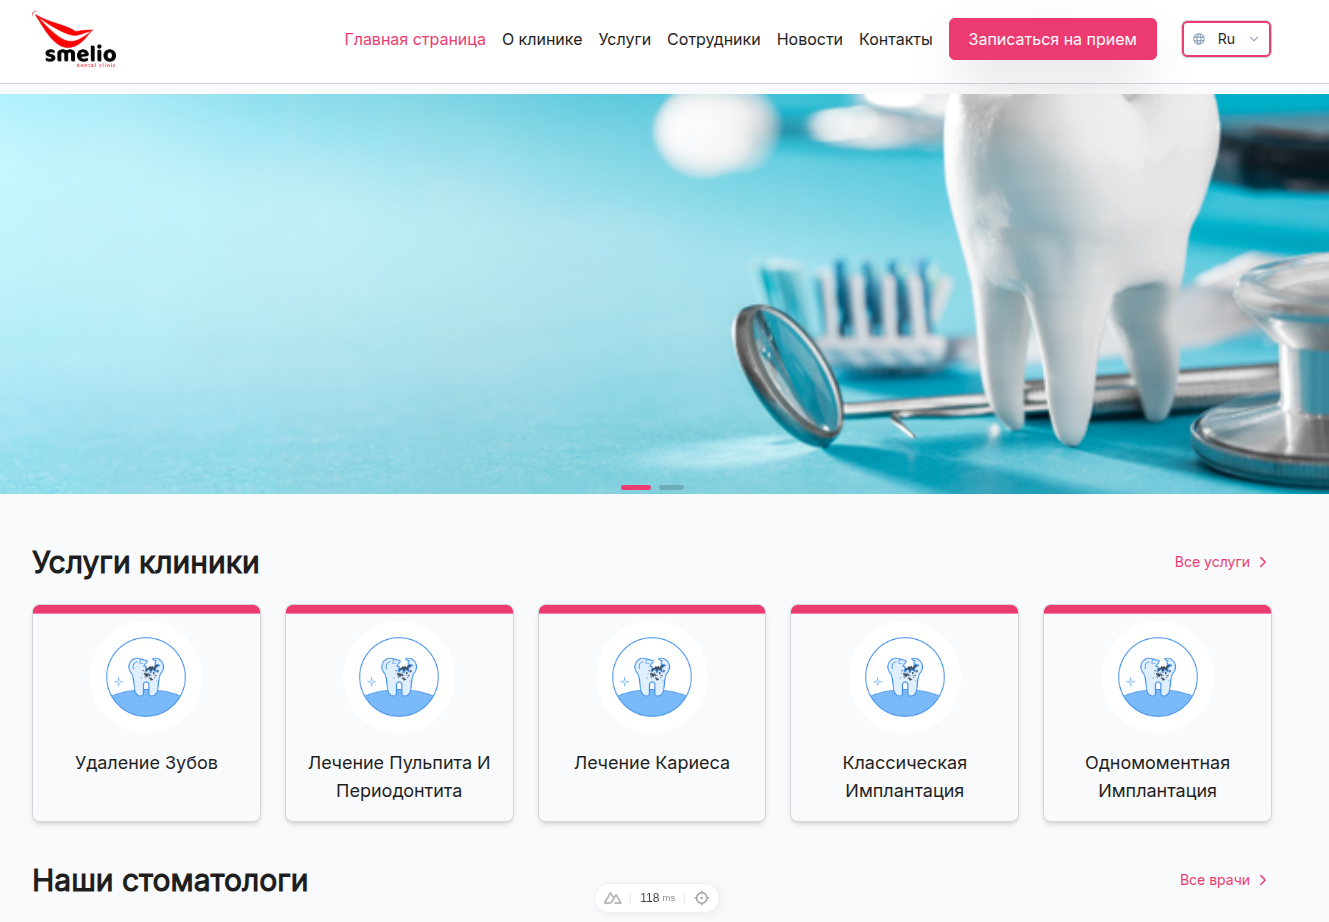 smelio
dental clinic
Главная страница О клинике Услуги Сотрудники Новости Контакты Записаться на прием Ru
Услуги клиники
Все услуги
Удаление Зубов
Лечение Пульпита И
Периодонтита
Лечение Кариеса
Классическая
Имплантация
Одномоментная
Имплантация
Наши стоматологи
Все врачи
118 ms